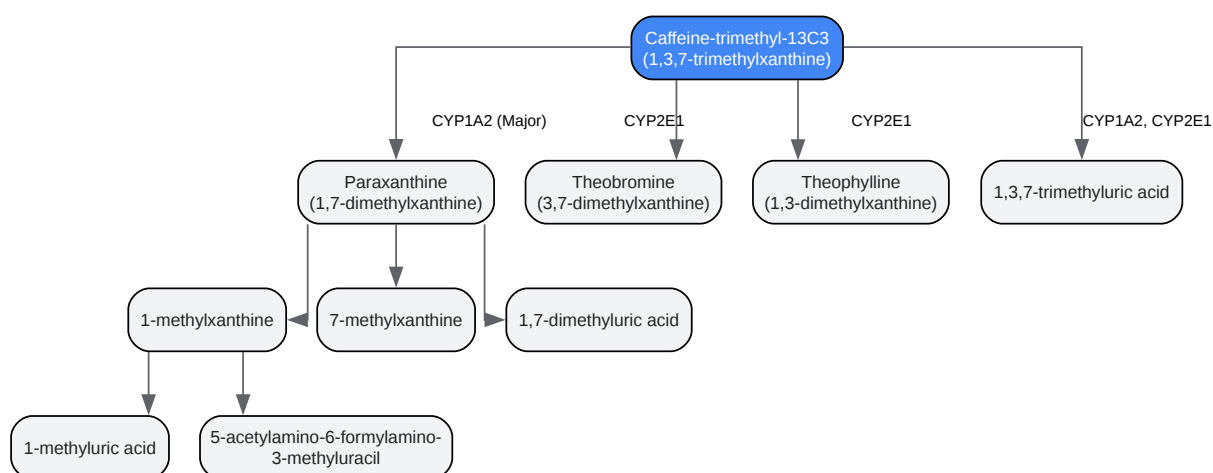 Caffeine-trimethyl-13C3
(1,3,7-trimethylxanthine)
CYP1A2 (Major)
CYP2E1
CYP2E1
CYP1A2, CYP2E1
Paraxanthine
(1,7-dimethylxanthine)
Theobromine
(3,7-dimethylxanthine)
Theophylline
(1,3-dimethylxanthine)
1,3,7-trimethyluric acid
1-methylxanthine
7-methylxanthine
1,7-dimethyluric acid
1-methyluric acid
5-acetylamino-6-formylamino-
3-methyluracil